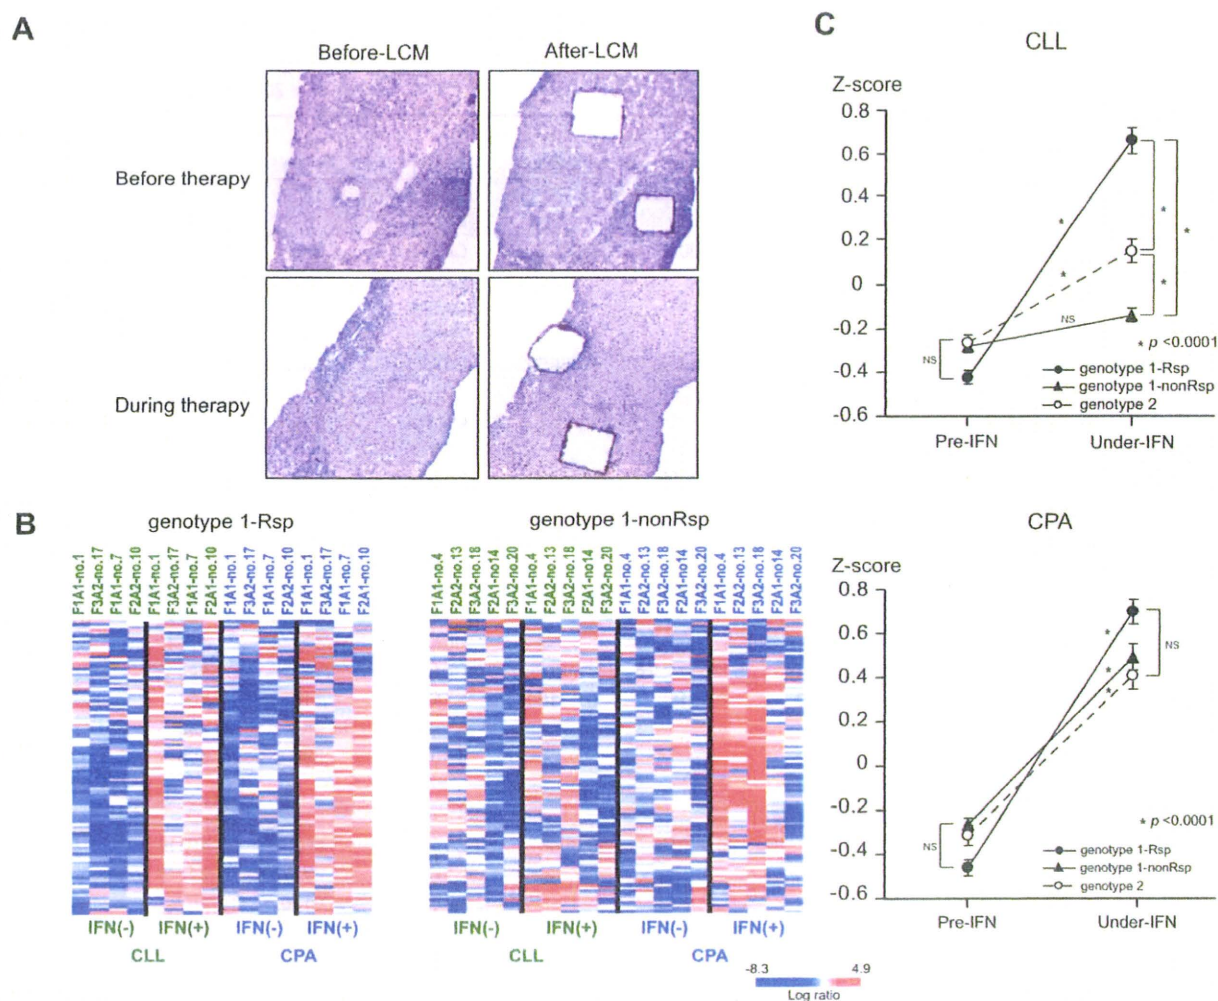 A
Before-LCM
After-LCM
Before therapy
During therapy
B
genotype 1-Rsp
F1A1-no.1
F3A2-no.17
F1A1-no.7
F2A2-no.10
F1A1-no.1
F3A2-no.17
F1A1-no.7
F2A1-no.10
F1A1-no.1
F3A2-no.17
F1A1-no.7
F2A2-no.10
F1A1-no.1
F3A2-no.17
F1A1-no.7
F2A1-no.10
IFN(-)
IFN(+)
IFN(-)
IFN(+)
CLL
CPA
genotype 1-nonRsp
F1A1-no.4
F2A2-no.13
F3A2-no.18
F2A1-no14
F3A2-no.20
F1A1-no.4
F2A2-no.13
F3A2-no.18
F2A1-no14
F3A2-no.20
F1A1-no.4
F2A2-no.13
F3A2-no.18
F2A1-no14
F3A2-no.20
F1A1-no.4
F2A2-no.13
F3A2-no.18
F2A1-no14
F3A2-no.20
IFN(-)
IFN(+)
IFN(-)
IFN(+)
CLL
CPA
-8.3
4.9
Log ratio
C
CLL
Z-score
0.8
0.6
0.4
0.2
0
-0.2
-0.4
-0.6
NS
*
*
NS
*
*
*
* p <0.0001
genotype 1-Rsp
genotype 1-nonRsp
genotype 2
Pre-IFN
Under-IFN
CPA
Z-score
0.8
0.6
0.4
0.2
0
-0.2
-0.4
-0.6
NS
*
*
*
NS
* p <0.0001
genotype 1-Rsp
genotype 1-nonRsp
genotype 2
Pre-IFN
Under-IFN